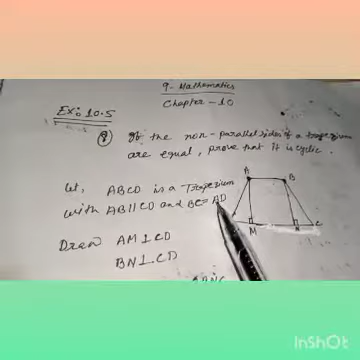 9- Mathematics
Chapter - 10
Ex: 10.5
8) If the non-parallel sides of a trapezium
are equal, prove that it is cyclic.
Let, ABCD is a Trapezium
with AB||CD and BC=AD
A B
M N C
Draw AM⊥CD
BN⊥CD
InShOt